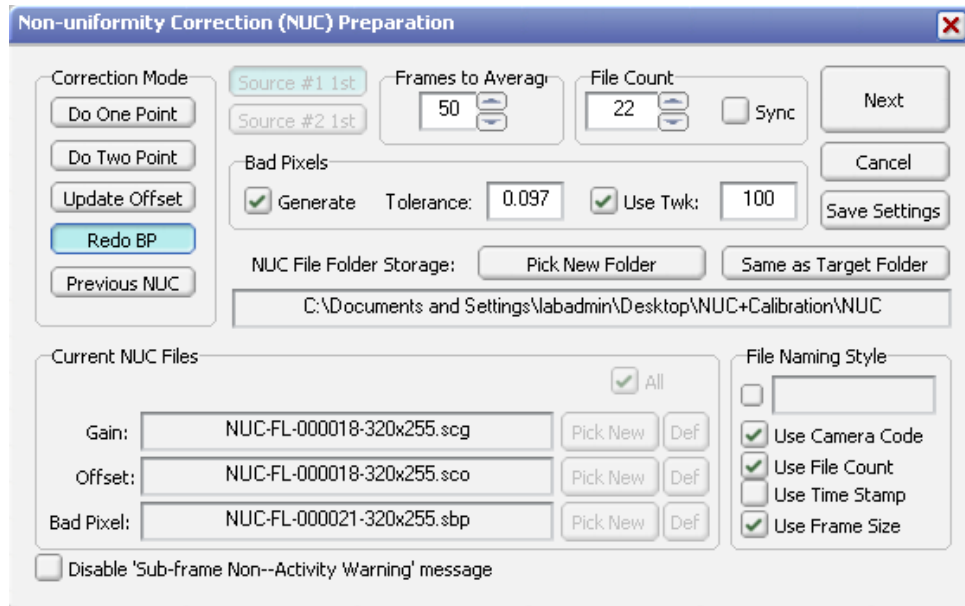 Non-uniformity Correction (NUC) Preparation
Correction Mode
Do One Point
Do Two Point
Update Offset
Redo BP
Previous NUC
Source #1 1st
Source #2 1st
Frames to Averag
50
File Count
22
Sync
Next
Cancel
Save Settings
Bad Pixels
Generate Tolerance: 0.097 Use Twk: 100
NUC File Folder Storage: Pick New Folder Same as Target Folder
C:\Documents and Settings\labadmin\Desktop\NUC+Calibration\NUC
Current NUC Files
All
Gain: NUC-FL-000018-320x255.scg Pick New Def
Offset: NUC-FL-000018-320x255.sco Pick New Def
Bad Pixel: NUC-FL-000021-320x255.sbp Pick New Def
File Naming Style
Use Camera Code
Use File Count
Use Time Stamp
Use Frame Size
Disable 'Sub-frame Non--Activity Warning' message